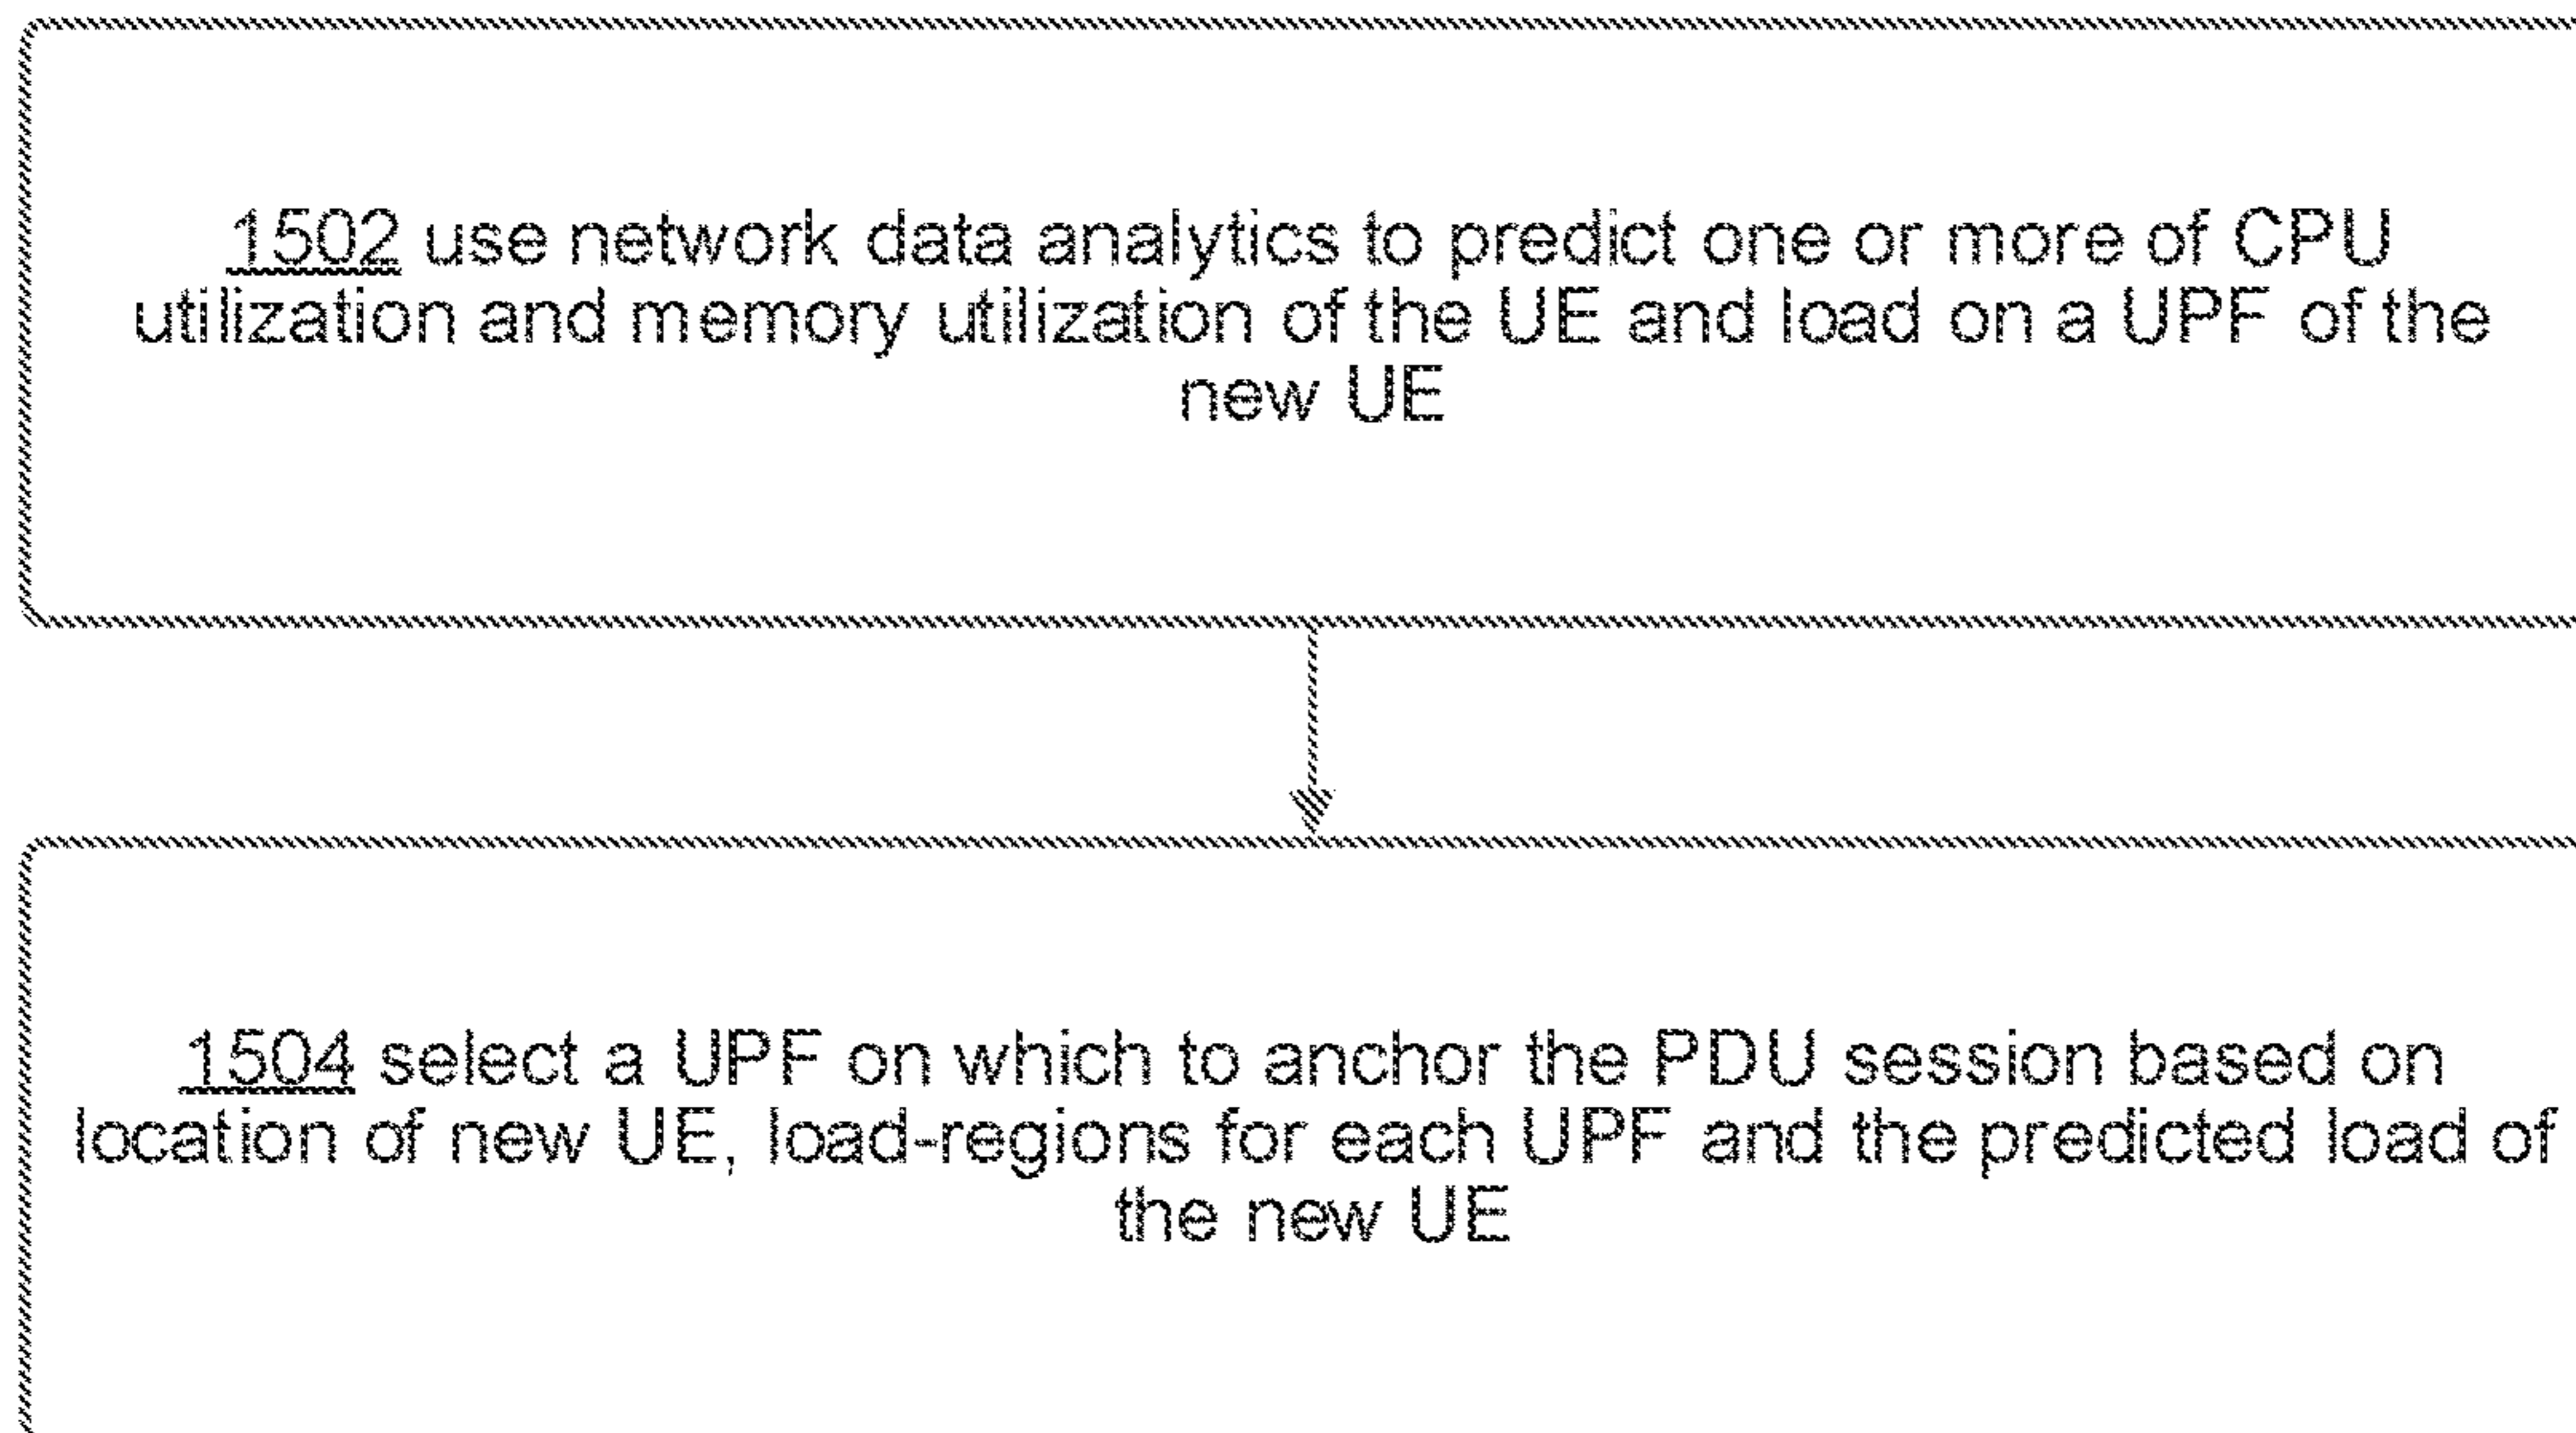 1502 use network data analytics to predict one or more of CPU
utilization and memory utilization of the UE and load on a UPF of the
new UE
1504 select a UPF on which to anchor the PDU session based on
location of new UE, load-regions for each UPF and the predicted load of
the new UE